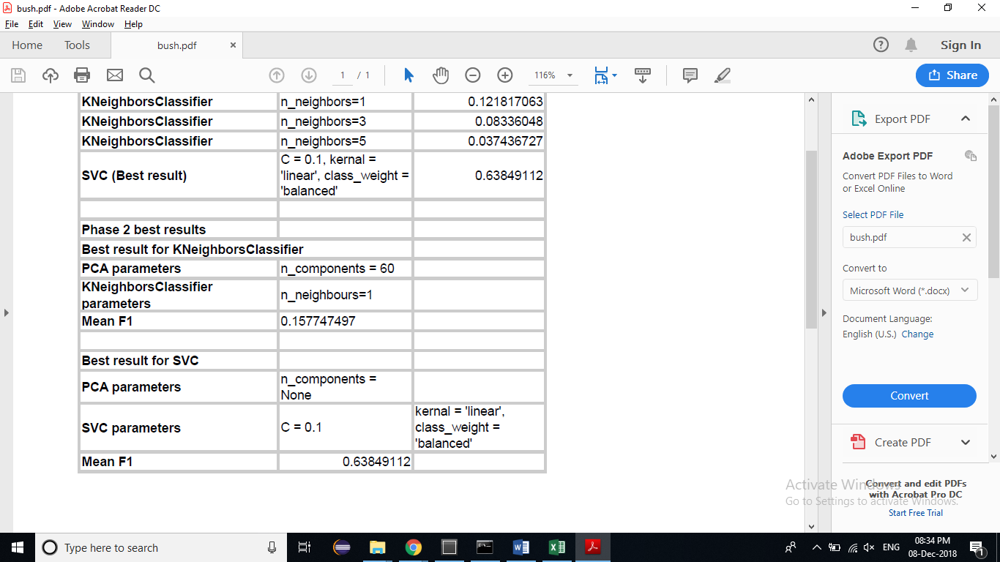 bush.pdf - Adobe Acrobat Reader DC
File Edit View Window Help
Home Tools bush.pdf × Sign In
1 / 1 116% Share
KNeighborsClassifier n_neighbors=1 0.121817063
KNeighborsClassifier n_neighbors=3 0.08336048
KNeighborsClassifier n_neighbors=5 0.037436727
SVC (Best result) C = 0.1, kernal =
'linear', class_weight =
'balanced' 0.63849112
Phase 2 best results
Best result for KNeighborsClassifier
PCA parameters n_components = 60
KNeighborsClassifier
parameters n_neighbours=1
Mean F1 0.157747497
Best result for SVC
PCA parameters n_components =
None
SVC parameters C = 0.1 kernal = 'linear',
class_weight =
'balanced'
Mean F1 0.63849112
Export PDF
Adobe Export PDF
Convert PDF Files to Word
or Excel Online
Select PDF File
bush.pdf
Convert to
Microsoft Word (*.docx)
Document Language:
English (U.S.) Change
Convert
Create PDF
Convert and edit PDFs
with Acrobat Pro DC
Start Free Trial
Activate Windows
Go to Settings to activate Windows.
Type here to search
ENG
08:34 PM
08-Dec-2018
1